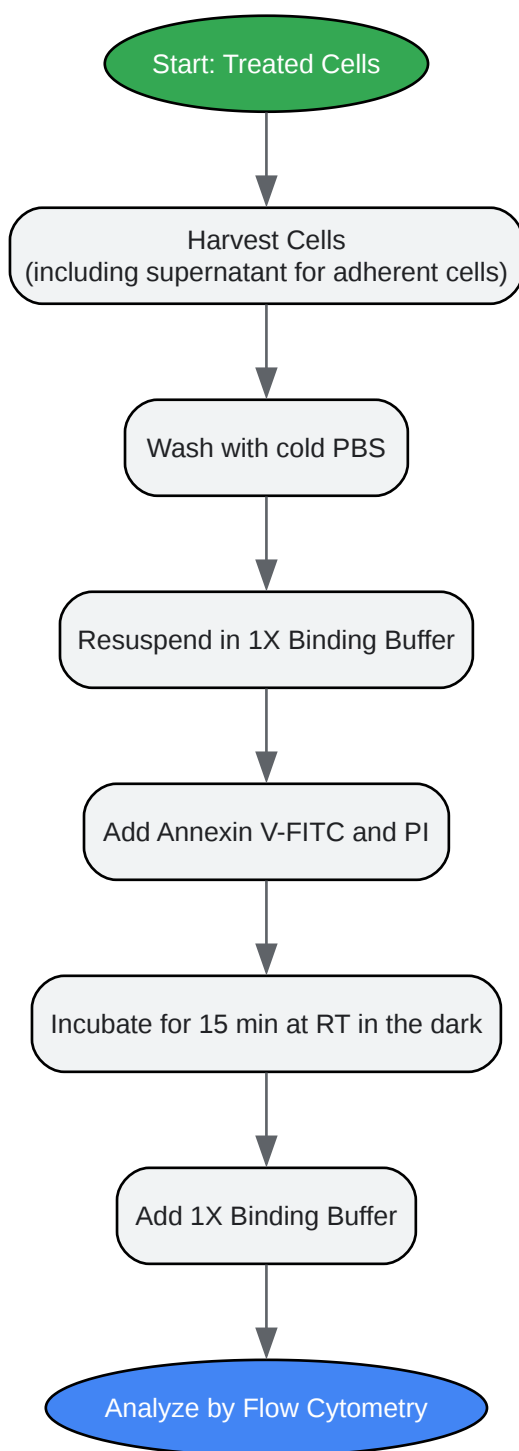 Start: Treated Cells
Harvest Cells
(including supernatant for adherent cells)
Wash with cold PBS
Resuspend in 1X Binding Buffer
Add Annexin V-FITC and PI
Incubate for 15 min at RT in the dark
Add 1X Binding Buffer
Analyze by Flow Cytometry